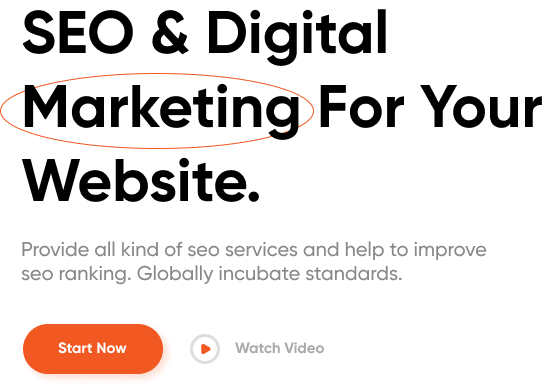 SEO & Digital
Marketing For Your
Website.
Provide all kind of seo services and help to improve
seo ranking. Globally incubate standards.
Start Now
Watch Video